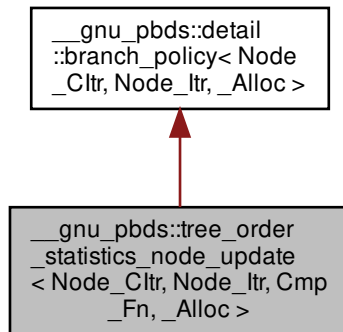 __gnu_pbds::detail
::branch_policy< Node
_CItr, Node_Itr, _Alloc >
__gnu_pbds::tree_order
_statistics_node_update
< Node_CItr, Node_Itr, Cmp
_Fn, _Alloc >